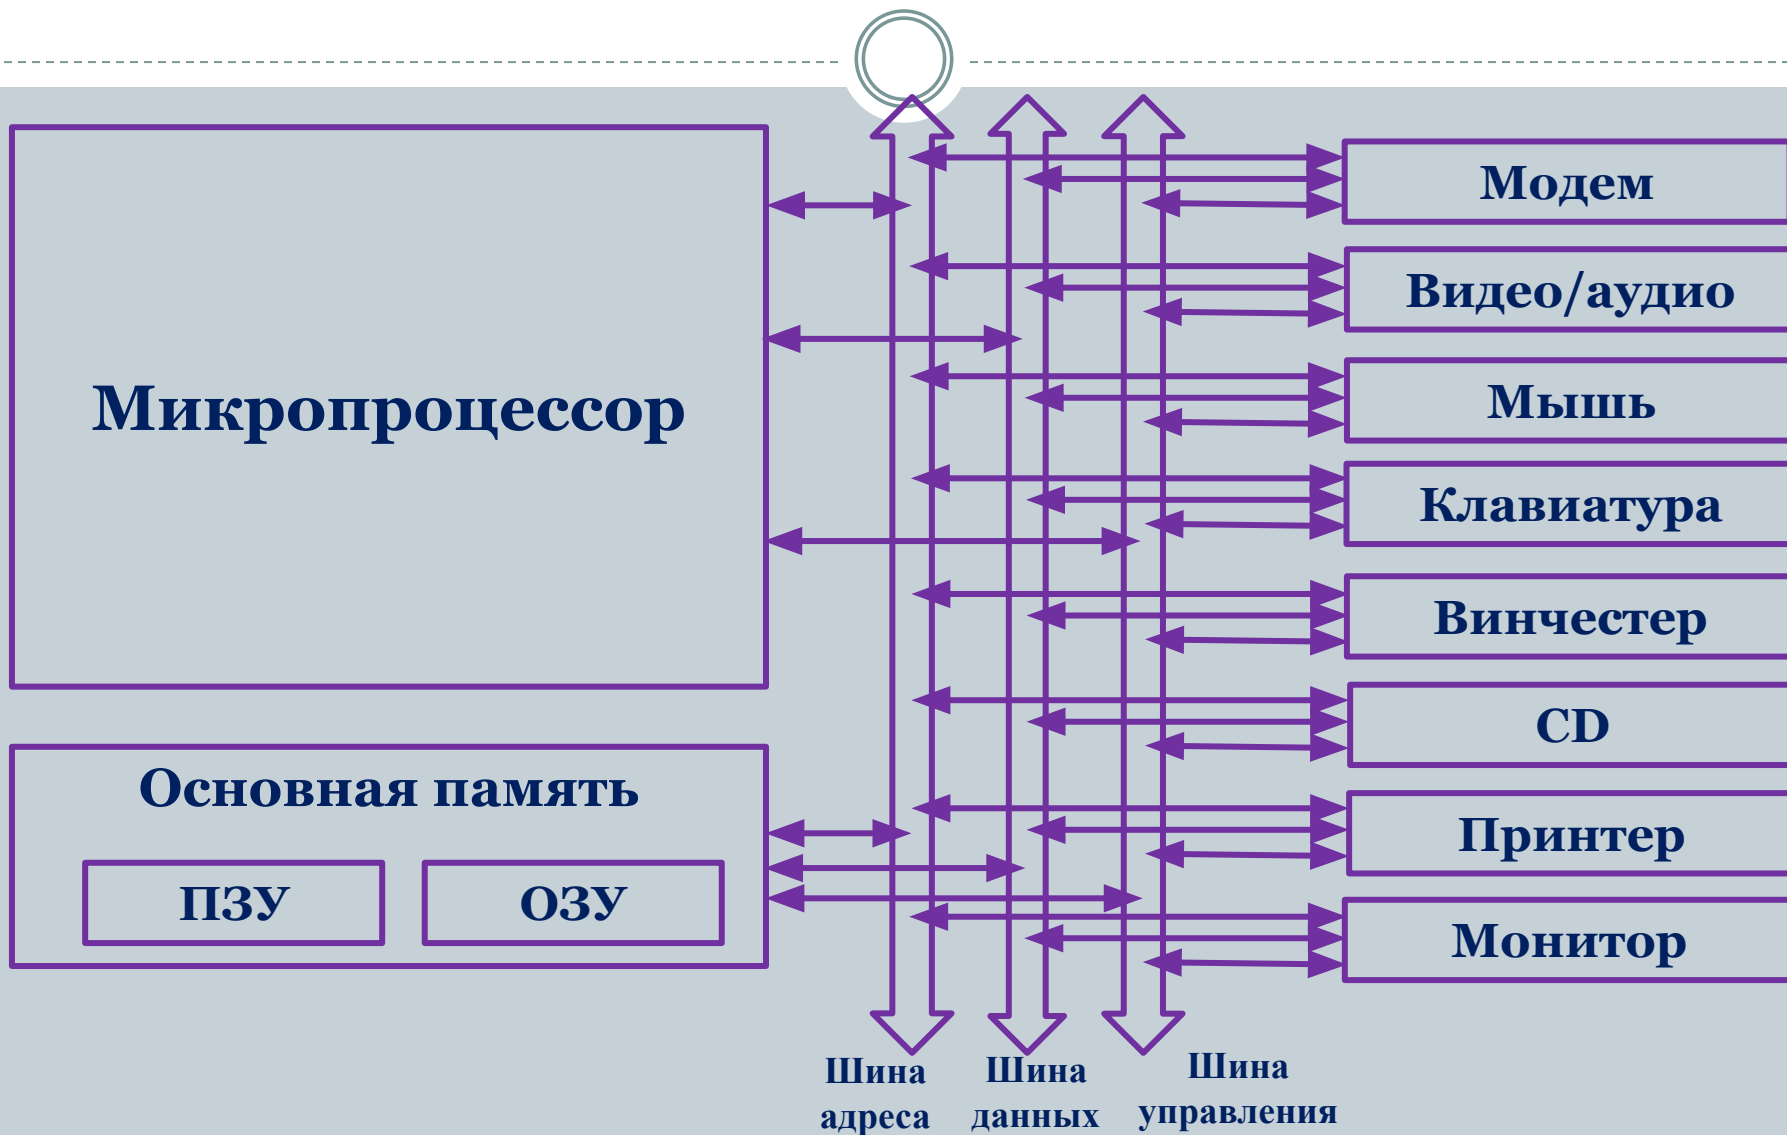 Микропроцессор
Основная память
ПЗУ
ОЗУ
Модем
Видео/аудио
Мышь
Клавиатура
Винчестер
CD
Принтер
Монитор
Шина
адреса
Шина
данных
Шина
управления